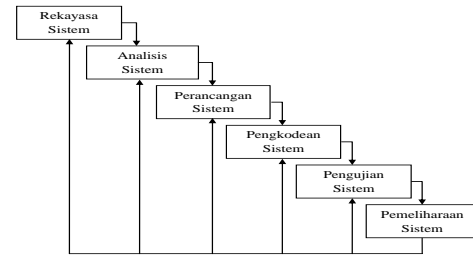 Rekayasa
Sistem
Analisis
Sistem
Perancangan
Sistem
Pengkodean
Sistem
Pengujian
Sistem
Pemeliharaan
Sistem